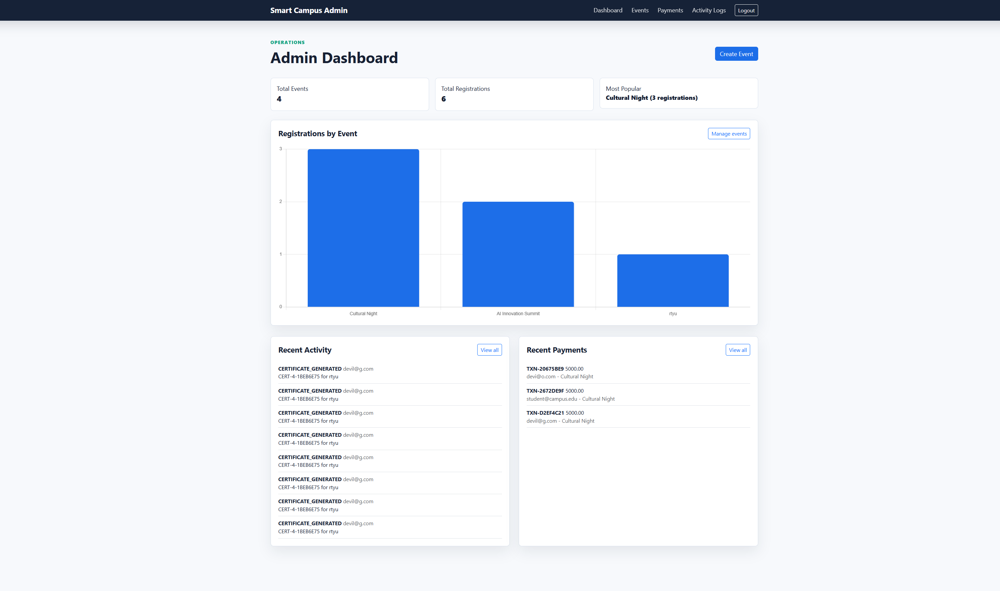 Smart Campus Admin
Dashboard Events Payments Activity Logs Logout
OPERATIONS
Admin Dashboard
Create Event
Total Events
4
Total Registrations
6
Most Popular
Cultural Night (3 registrations)
Registrations by Event
Manage events
3
2
1
0
Cultural Night AI Innovation Summit rtyu
Recent Activity
View all
CERTIFICATE_GENERATED devil@g.com
CERT-4-1BEB6E75 for rtyu
CERTIFICATE_GENERATED devil@g.com
CERT-4-1BEB6E75 for rtyu
CERTIFICATE_GENERATED devil@g.com
CERT-4-1BEB6E75 for rtyu
CERTIFICATE_GENERATED devil@g.com
CERT-4-1BEB6E75 for rtyu
CERTIFICATE_GENERATED devil@g.com
CERT-4-1BEB6E75 for rtyu
CERTIFICATE_GENERATED devil@g.com
CERT-4-1BEB6E75 for rtyu
CERTIFICATE_GENERATED devil@g.com
CERT-4-1BEB6E75 for rtyu
CERTIFICATE_GENERATED devil@g.com
CERT-4-1BEB6E75 for rtyu
Recent Payments
View all
TXN-20675BE9 5000.00
devi@o.com - Cultural Night
TXN-2672DE9F 5000.00
student@campus.edu - Cultural Night
TXN-D2EF4C21 5000.00
devil@g.com - Cultural Night